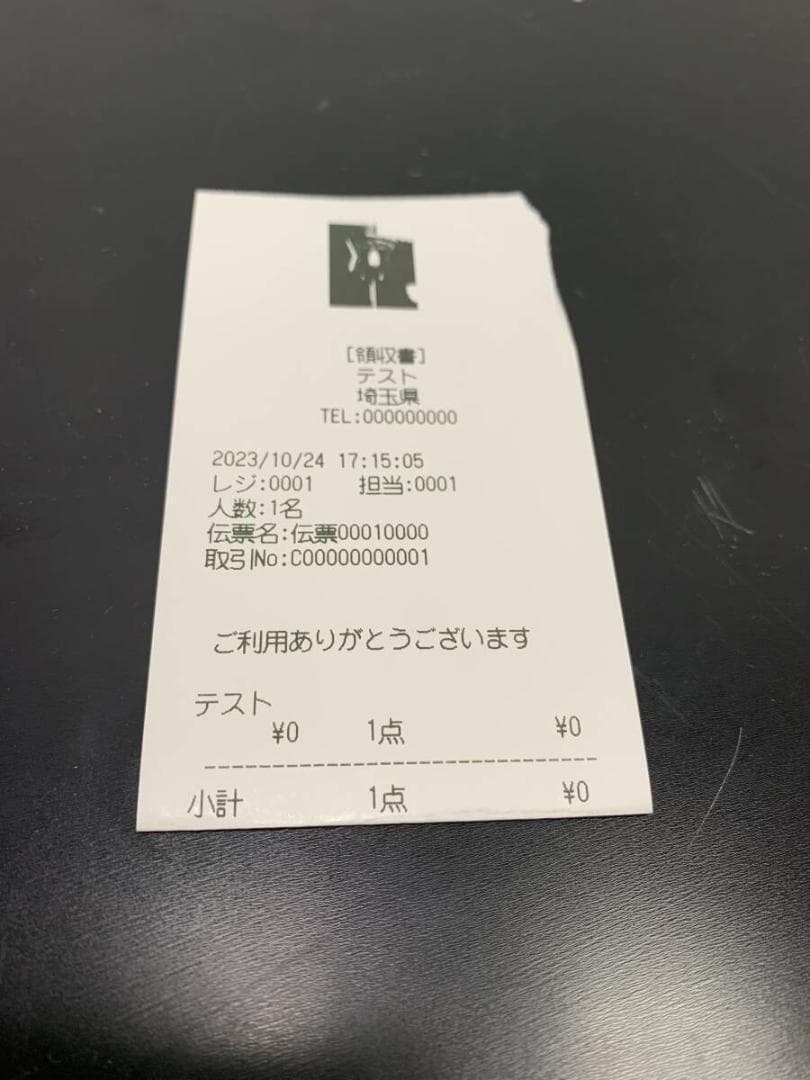 [領収書]
テスト
埼玉県
TEL:000000000
2023/10/24 17:15:05
レジ:0001 担当:0001
人数:1名
伝票名:伝票00010000
取引No:C00000000001
ご利用ありがとうございます
テスト
¥0 1点 ¥0
小計 1点 ¥0